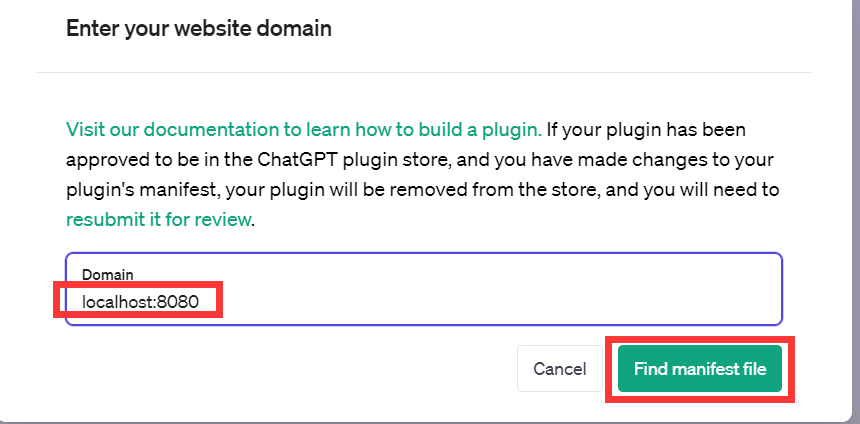 Enter your website domain
Visit our documentation to learn how to build a plugin. If your plugin has been
approved to be in the ChatGPT plugin store, and you have made changes to your
plugin's manifest, your plugin will be removed from the store, and you will need to
resubmit it for review.
Domain
localhost:8080
Cancel
Find manifest file